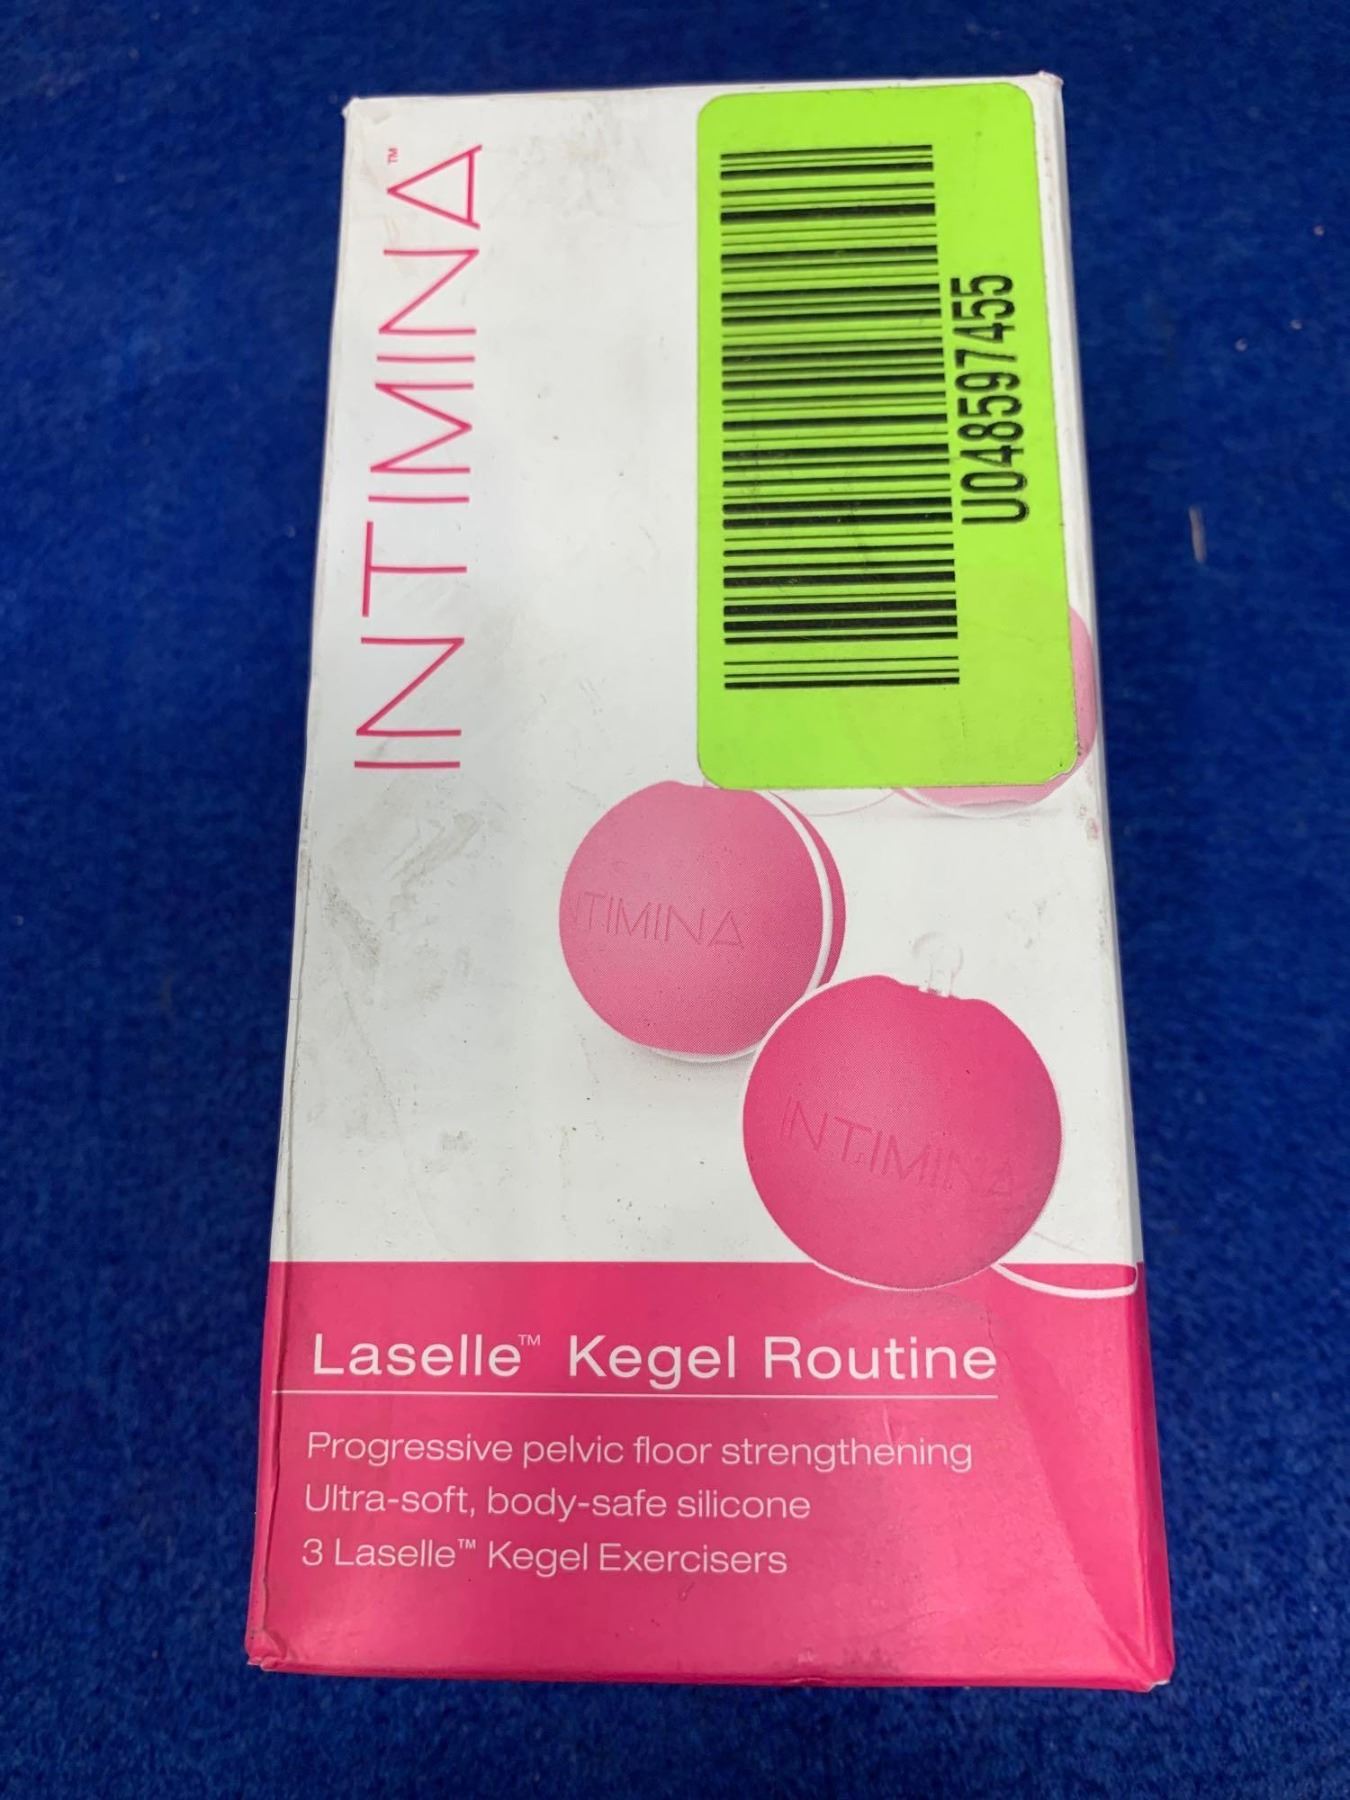 INTIMINA™
U048597455
INTIMINA
INTIMINA
Laselle™ Kegel Routine
Progressive pelvic floor strengthening
Ultra-soft, body-safe silicone
3 Laselle™ Kegel Exercisers